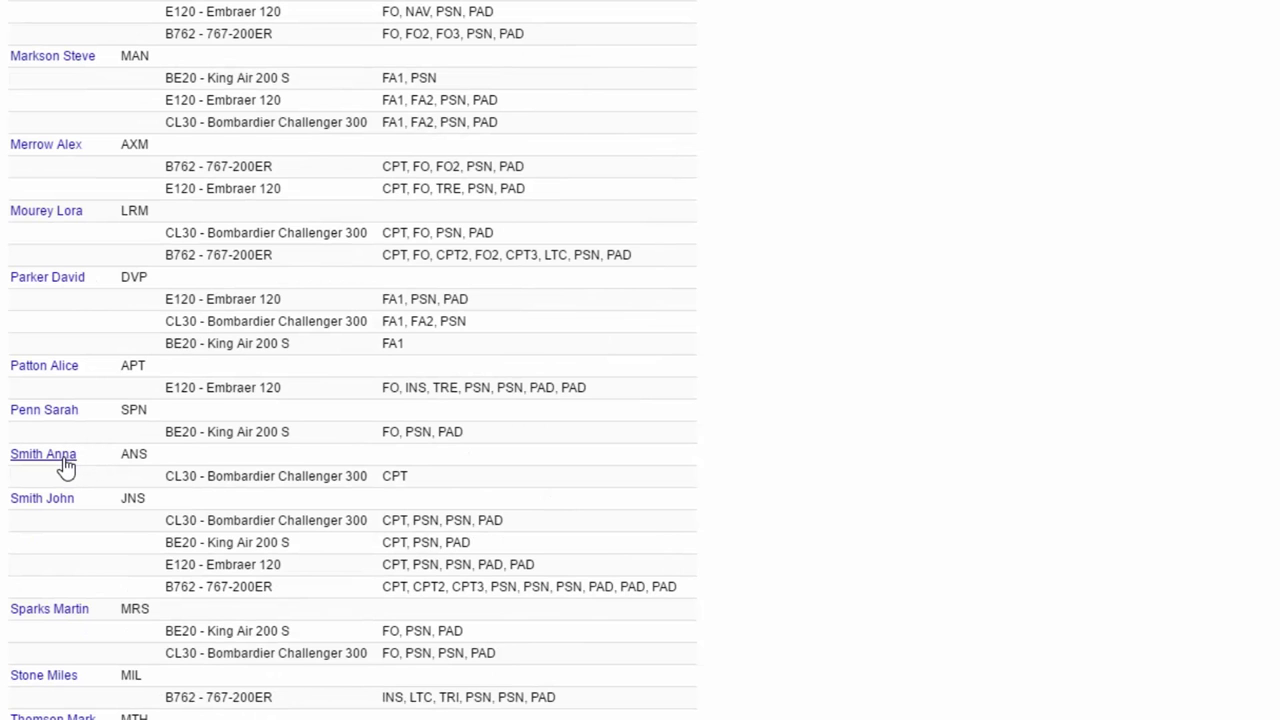 E120 - Embraer 120 FO, NAV, PSN, PAD
B762 - 767-200ER FO, FO2, FO3, PSN, PAD
Markson Steve MAN
BE20 - King Air 200 S FA1, PSN
E120 - Embraer 120 FA1, FA2, PSN, PAD
CL30 - Bombardier Challenger 300 FA1, FA2, PSN, PAD
Merrow Alex AXM
B762 - 767-200ER CPT, FO, FO2, PSN, PAD
E120 - Embraer 120 CPT, FO, TRE, PSN, PAD
Mourey Lora LRM
CL30 - Bombardier Challenger 300 CPT, FO, PSN, PAD
B762 - 767-200ER CPT, FO, CPT2, FO2, CPT3, LTC, PSN, PAD
Parker David DVP
E120 - Embraer 120 FA1, PSN, PAD
CL30 - Bombardier Challenger 300 FA1, FA2, PSN
BE20 - King Air 200 S FA1
Patton Alice APT
E120 - Embraer 120 FO, INS, TRE, PSN, PSN, PAD, PAD
Penn Sarah SPN
BE20 - King Air 200 S FO, PSN, PAD
Smith Anna ANS
CL30 - Bombardier Challenger 300 CPT
Smith John JNS
CL30 - Bombardier Challenger 300 CPT, PSN, PSN, PAD
BE20 - King Air 200 S CPT, PSN, PAD
E120 - Embraer 120 CPT, PSN, PSN, PAD, PAD
B762 - 767-200ER CPT, CPT2, CPT3, PSN, PSN, PSN, PAD, PAD, PAD
Sparks Martin MRS
BE20 - King Air 200 S FO, PSN, PAD
CL30 - Bombardier Challenger 300 FO, PSN, PSN, PAD
Stone Miles MIL
B762 - 767-200ER INS, LTC, TRI, PSN, PSN, PAD
Thomson Mark MTH